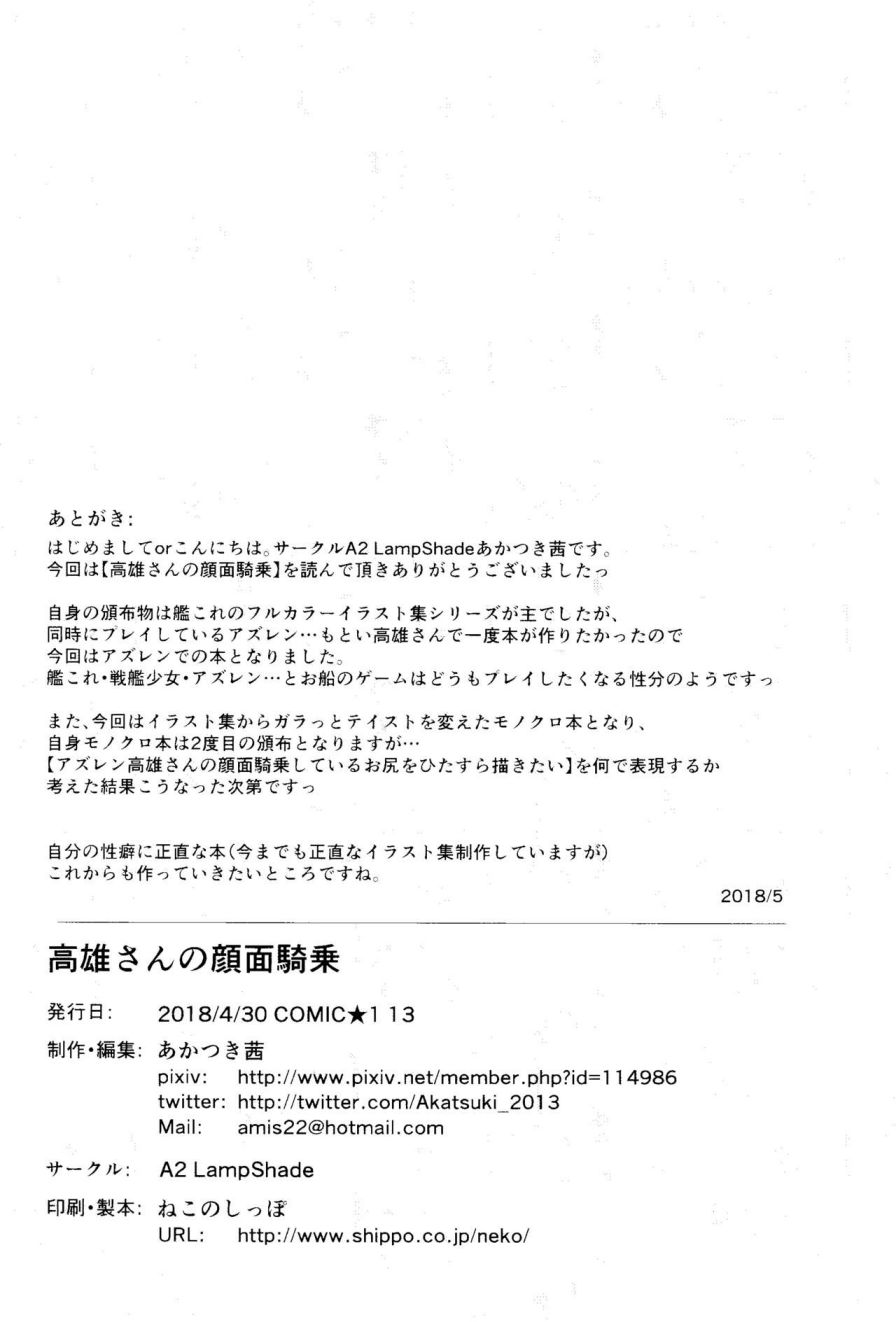 あとがき:
はじめましてorこんにちは。サークルA2 LampShadeあかつき茜です。
今回は【高雄さんの顔面騎乗】を読んで頂きありがとうございましたっ
自身の頒布物は艦これのフルカラーイラスト集シリーズが主でしたが、
同時にプレイしているアズレン…もとい高雄さんで一度本が作りたかったので
今回はアズレンでの本となりました。
艦これ・戦艦少女・アズレン…とお船のゲームはどうもプレイしたくなる性分のようですっ
また、今回はイラスト集からガラっとテイストを変えたモノクロ本となり、
自身モノクロ本は2度目の頒布となりますが…
【アズレン高雄さんの顔面騎乗しているお尻をひたすら描きたい】を何で表現するか
考えた結果こうなった次第ですっ
自分の性癖に正直な本(今までも正直なイラスト集制作していますが)
これからも作っていきたいところですね。
2018/5
高雄さんの顔面騎乗
発行日: 2018/4/30 COMIC★1 13
制作・編集: あかつき茜
pixiv: http://www.pixiv.net/member.php?id=114986
twitter: http://twitter.com/Akatsuki_2013
Mail: amis22@hotmail.com
サークル: A2 LampShade
印刷・製本: ねこのしっぽ
URL: http://www.shippo.co.jp/neko/